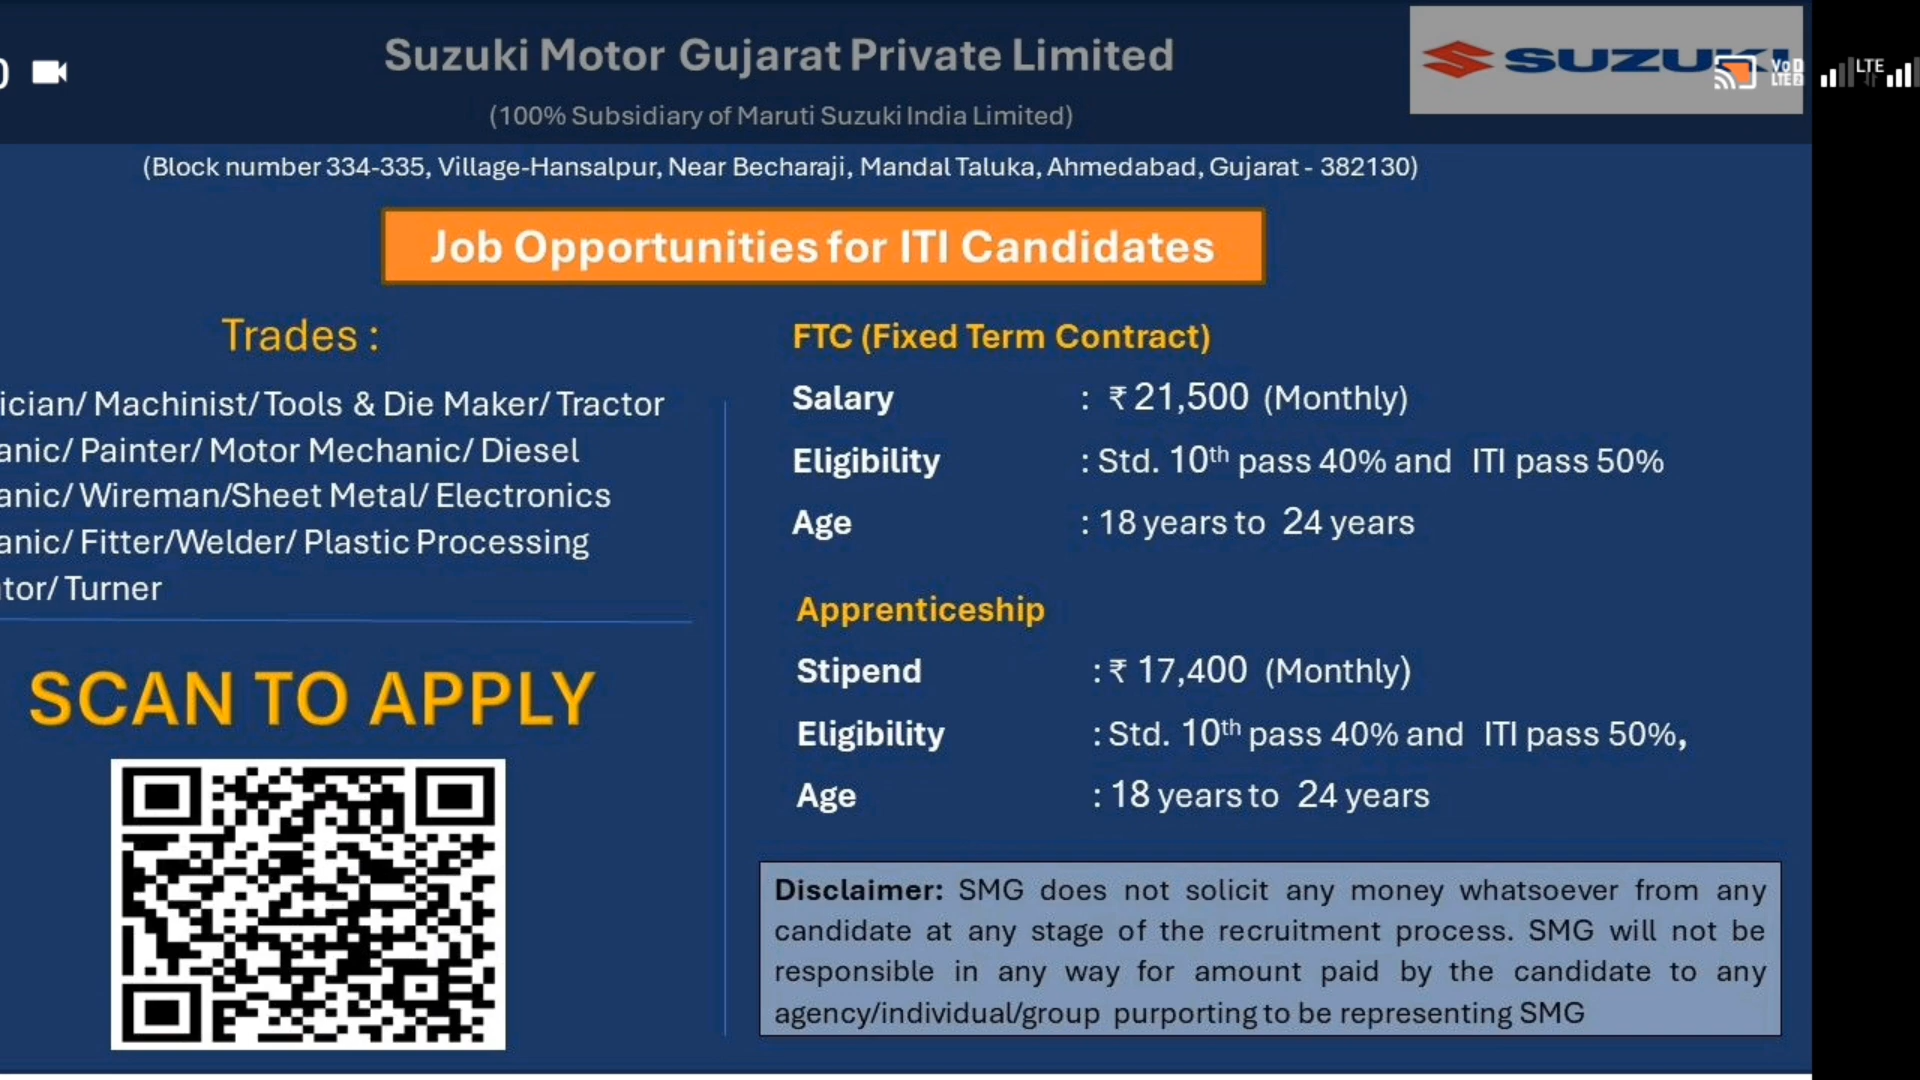 Suzuki Motor Gujarat Private Limited
SUZUKI
(100% Subsidiary of Maruti Suzuki India Limited)
LTE
(Block number 334-335, Village-Hansalpur, Near Becharaji, Mandal Taluka, Ahmedabad, Gujarat - 382130)
Job Opportunities for ITI Candidates
Trades :
ician/ Machinist/ Tools & Die Maker/ Tractor
anic/ Painter/ Motor Mechanic/ Diesel
anic/ Wireman/Sheet Metal/ Electronics
anic/ Fitter/Welder/ Plastic Processing
tor/ Turner
SCAN TO APPLY
FTC (Fixed Term Contract)
Salary : ₹ 21,500 (Monthly)
Eligibility : Std. 10th pass 40% and ITI pass 50%
Age : 18 years to 24 years
Apprenticeship
Stipend : ₹ 17,400 (Monthly)
Eligibility : Std. 10th pass 40% and ITI pass 50%,
Age : 18 years to 24 years
Disclaimer: SMG does not solicit any money whatsoever from any
candidate at any stage of the recruitment process. SMG will not be
responsible in any way for amount paid by the candidate to any
agency/individual/group purporting to be representing SMG